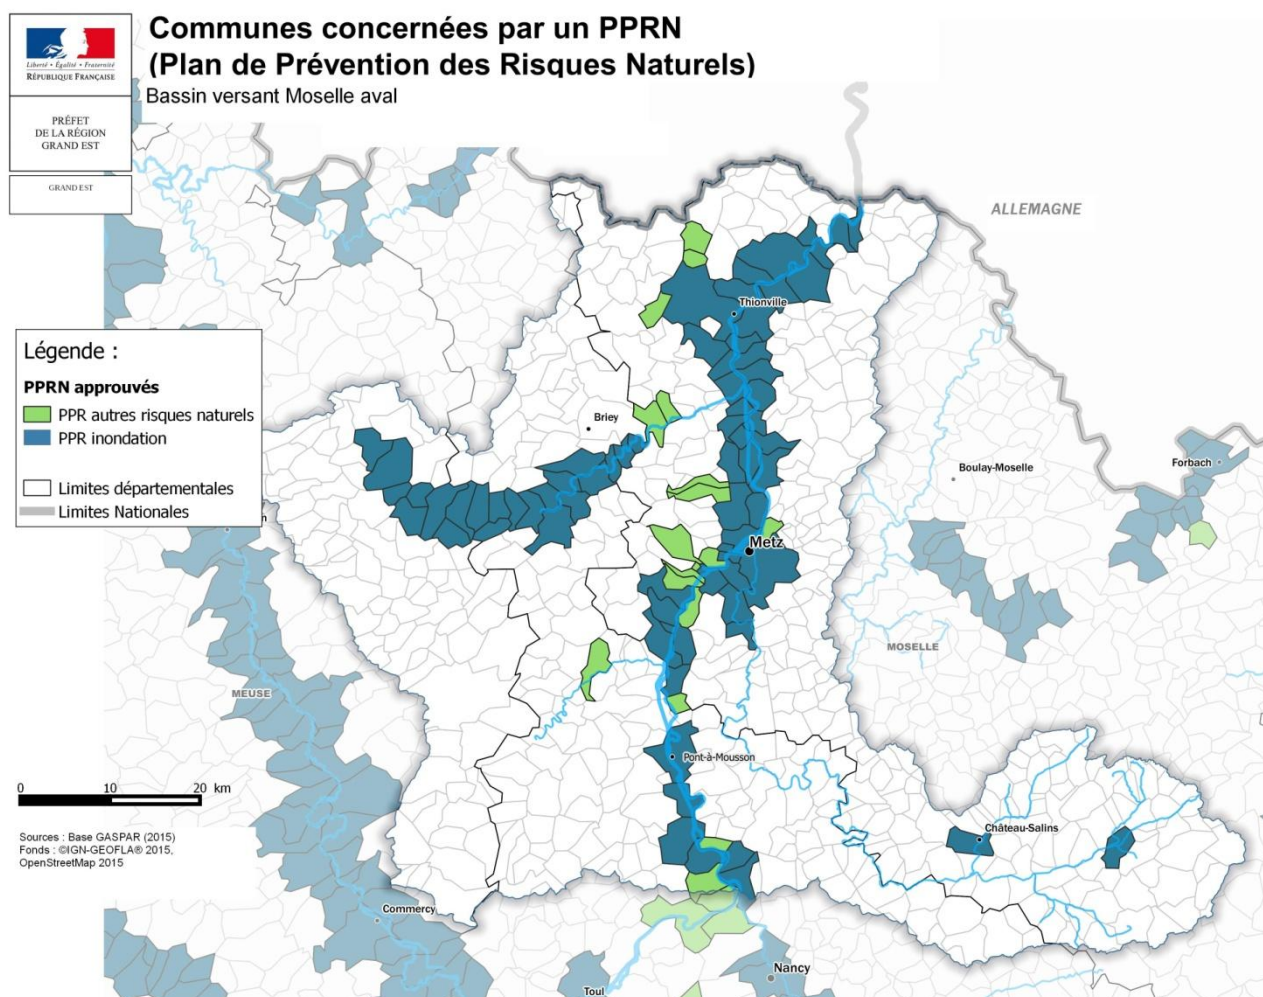 Communes concernées par un PPRN
(Plan de Prévention des Risques Naturels)
Bassin versant Moselle aval
Liberté • Égalité • Fraternité
RÉPUBLIQUE FRANÇAISE
PRÉFET
DE LA RÉGION
GRAND EST
GRAND EST
ALLEMAGNE
Thionville
Légende :
PPRN approuvés
PPR autres risques naturels
PPR inondation
Limites départementales
Limites Nationales
Briey
Boulay-Moselle
Forbach
Metz
MOSELLE
MEUSE
Pont-à-Mousson
0 10 20 km
Château-Salins
Sources : Base GASPAR (2015)
Fonds : ©IGN-GEOFLA® 2015,
OpenStreetMap 2015
Commercy
Nancy
Toul